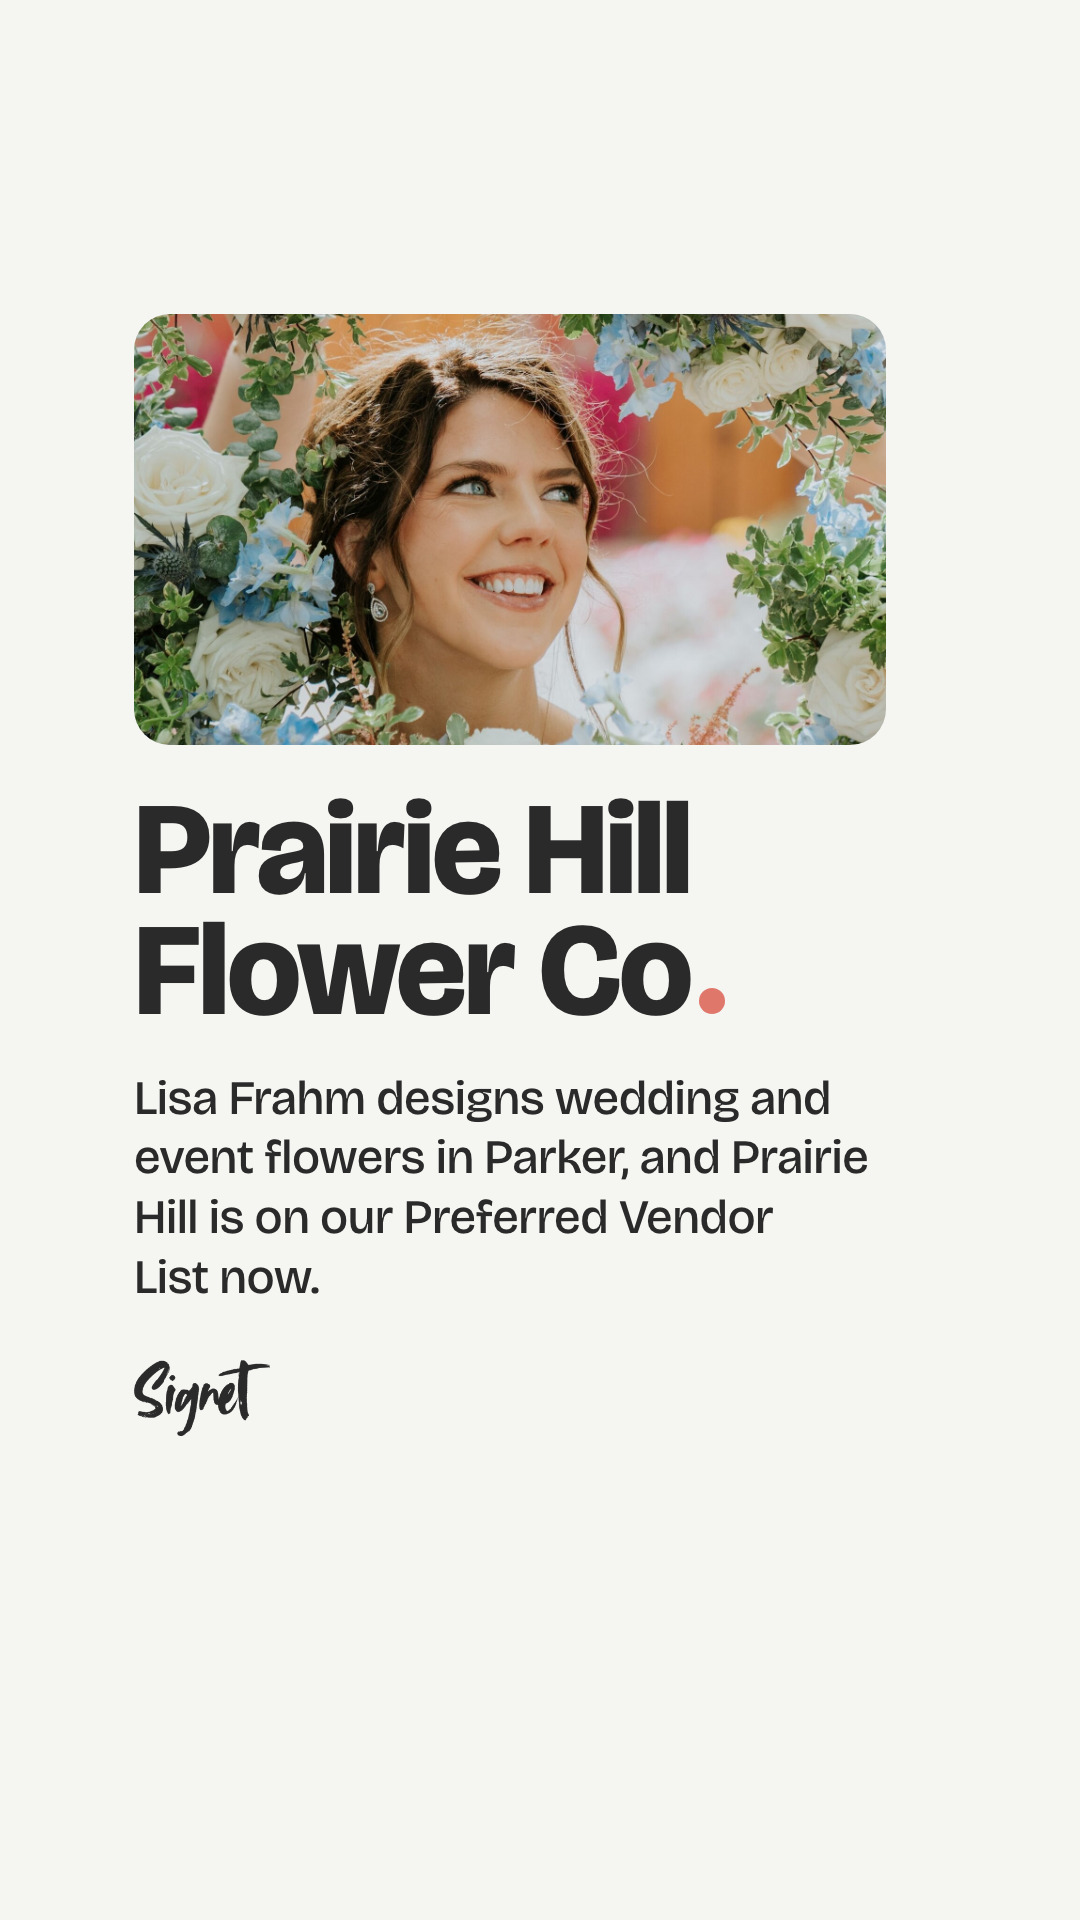 Prairie Hill
Flower Co.
Lisa Frahm designs wedding and
event flowers in Parker, and Prairie
Hill is on our Preferred Vendor
List now.
Signet